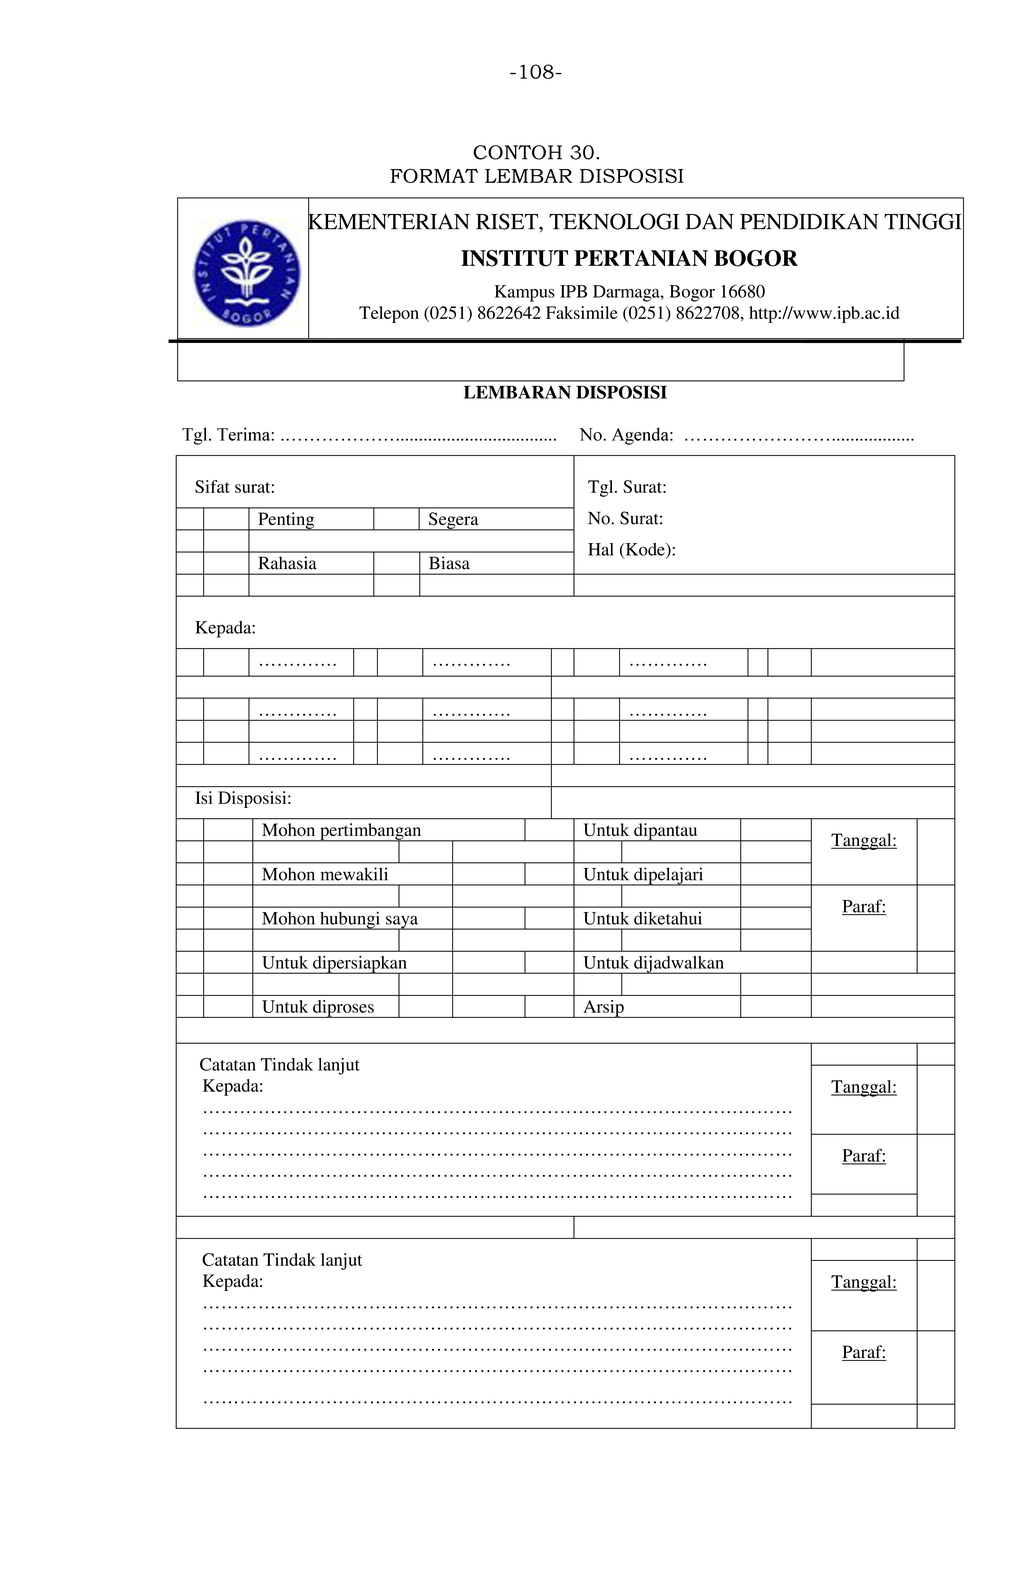 -108-
CONTOH 30.
FORMAT LEMBAR DISPOSISI
INSTITUT PERTANIAN BOGOR
KEMENTERIAN RISET, TEKNOLOGI DAN PENDIDIKAN TINGGI
INSTITUT PERTANIAN BOGOR
Kampus IPB Darmaga, Bogor 16680
Telepon (0251) 8622642 Faksimile (0251) 8622708, http://www.ipb.ac.id
LEMBARAN DISPOSISI
Tgl. Terima: ………………….................................. No. Agenda: ……………………..................
Sifat surat: Tgl. Surat:
Penting Segera No. Surat:
Hal (Kode):
Rahasia Biasa
Kepada:
…………. …………. ………….
…………. …………. ………….
…………. …………. ………….
Isi Disposisi:
Mohon pertimbangan Untuk dipantau Tanggal:
Mohon mewakili Untuk dipelajari
Mohon hubungi saya Untuk diketahui Paraf:
Untuk dipersiapkan Untuk dijadwalkan
Untuk diproses Arsip
Catatan Tindak lanjut
Kepada: Tanggal:
……………………………………………………………………………………
……………………………………………………………………………………
…………………………………………………………………………………… Paraf:
……………………………………………………………………………………
……………………………………………………………………………………
Catatan Tindak lanjut
Kepada: Tanggal:
……………………………………………………………………………………
……………………………………………………………………………………
…………………………………………………………………………………… Paraf:
……………………………………………………………………………………
……………………………………………………………………………………